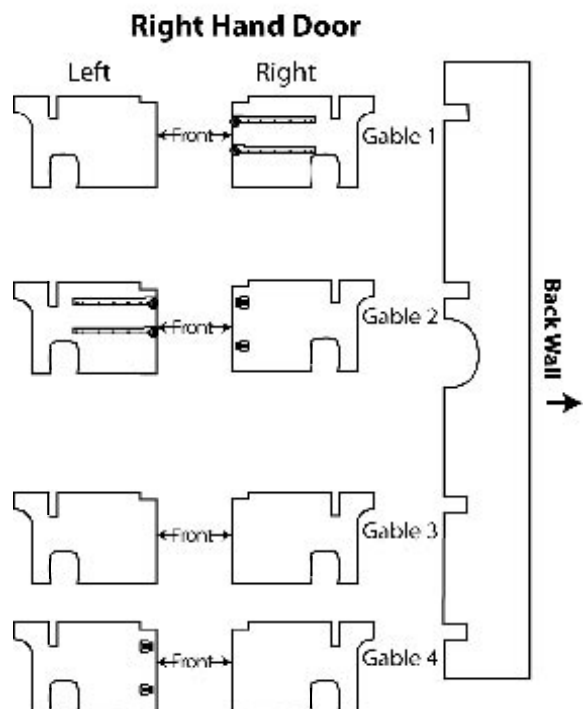 Right Hand Door
Left Right
Front Gable 1
Front Gable 2
Back Wall
Front Gable 3
Front Gable 4